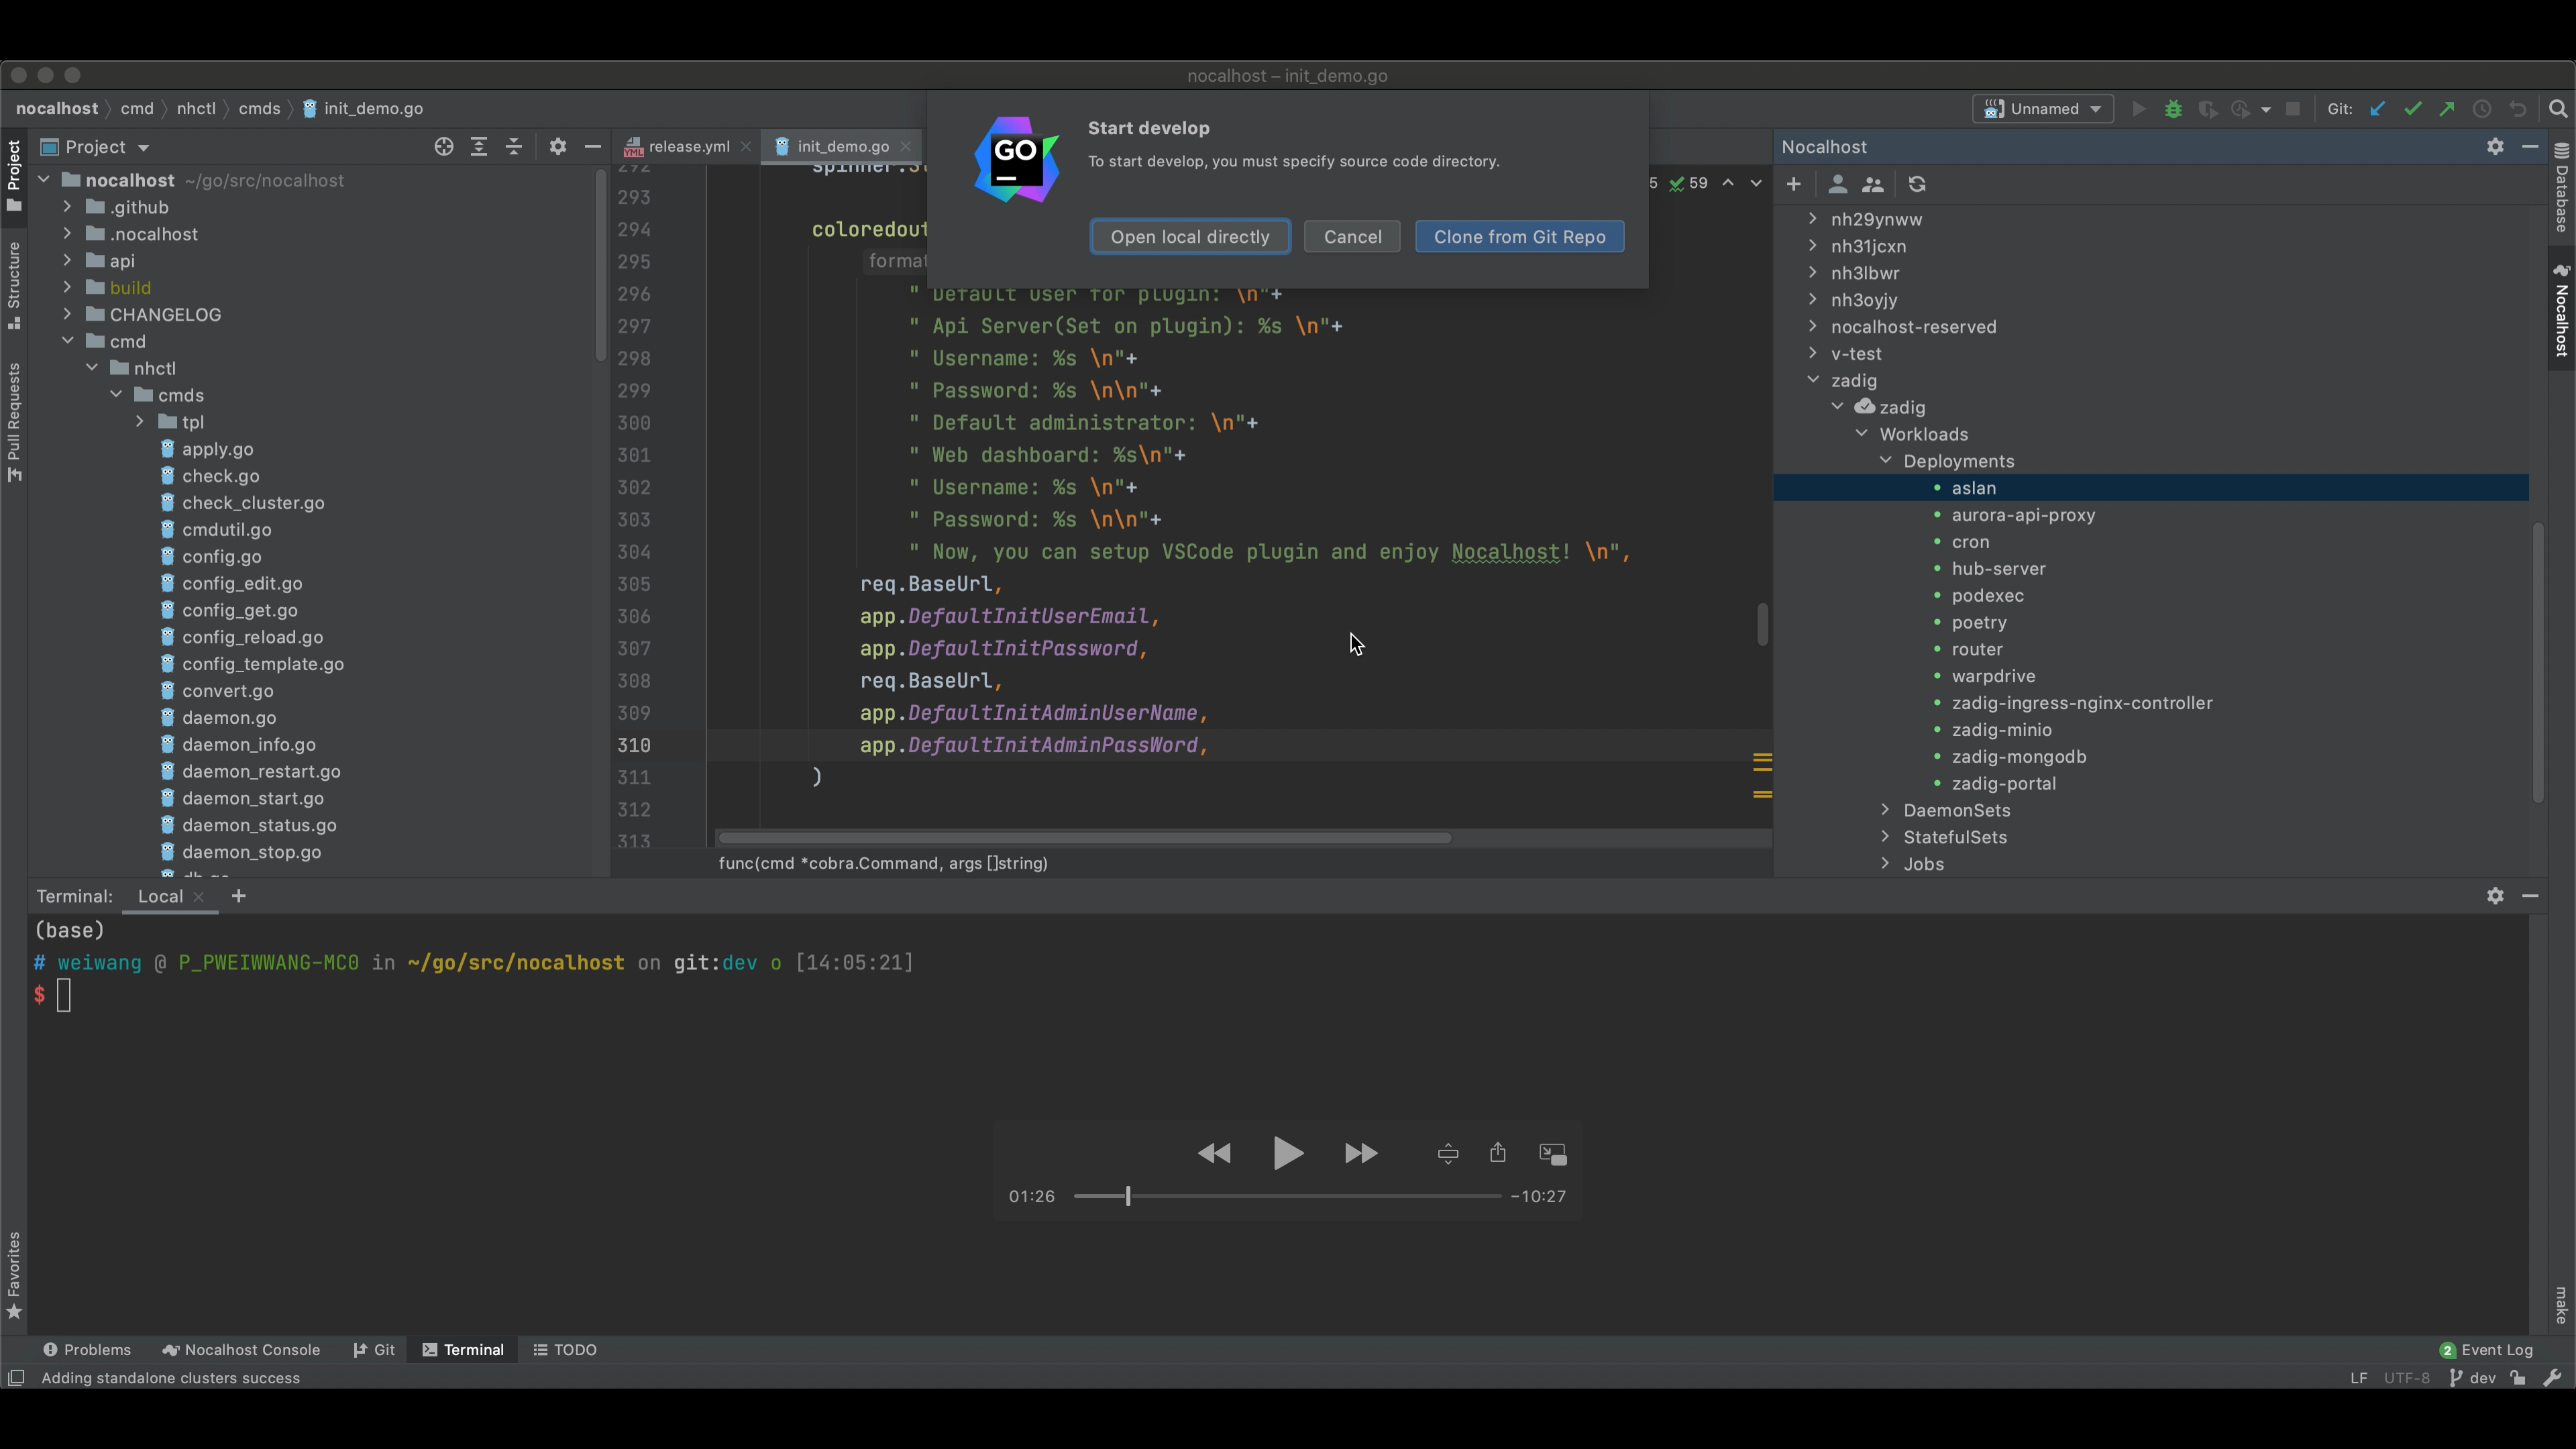 nocalhost – init_demo.go
nocalhost cmd nhctl cmds init_demo.go
Unnamed Git:
Start develop
To start develop, you must specify source code directory.
Open local directly Cancel Clone from Git Repo
GO
Project
Structure
Pull Requests
Favorites
Project
nocalhost ~/go/src/nocalhost
.github
.nocalhost
api
build
CHANGELOG
cmd
nhctl
cmds
tpl
apply.go
check.go
check_cluster.go
cmdutil.go
config.go
config_edit.go
config_get.go
config_reload.go
config_template.go
convert.go
daemon.go
daemon_info.go
daemon_restart.go
daemon_start.go
daemon_status.go
daemon_stop.go
YML release.yml init_demo.go
5 59
292
293
294 coloredout
295 format
296 " Default user for plugin: \n"+
297 " Api Server(Set on plugin): %s \n"+
298 " Username: %s \n"+
299 " Password: %s \n\n"+
300 " Default administrator: \n"+
301 " Web dashboard: %s\n"+
302 " Username: %s \n"+
303 " Password: %s \n\n"+
304 " Now, you can setup VSCode plugin and enjoy Nocalhost! \n",
305 req.BaseUrl,
306 app.DefaultInitUserEmail,
307 app.DefaultInitPassword,
308 req.BaseUrl,
309 app.DefaultInitAdminUserName,
310 app.DefaultInitAdminPassWord,
311 )
312
313
func(cmd *cobra.Command, args []string)
Nocalhost
nh29ynww
nh31jcxn
nh3lbwr
nh3oyjy
nocalhost-reserved
v-test
zadig
zadig
Workloads
Deployments
aslan
aurora-api-proxy
cron
hub-server
podexec
poetry
router
warpdrive
zadig-ingress-nginx-controller
zadig-minio
zadig-mongodb
zadig-portal
DaemonSets
StatefulSets
Jobs
Database
Nocalhost
make
Terminal: Local
(base)
# weiwang @ P_PWEIWWANG-MC0 in ~/go/src/nocalhost on git:dev o [14:05:21]
$
01:26 −10:27
Problems Nocalhost Console Git Terminal TODO 2 Event Log
Adding standalone clusters success LF UTF-8 dev